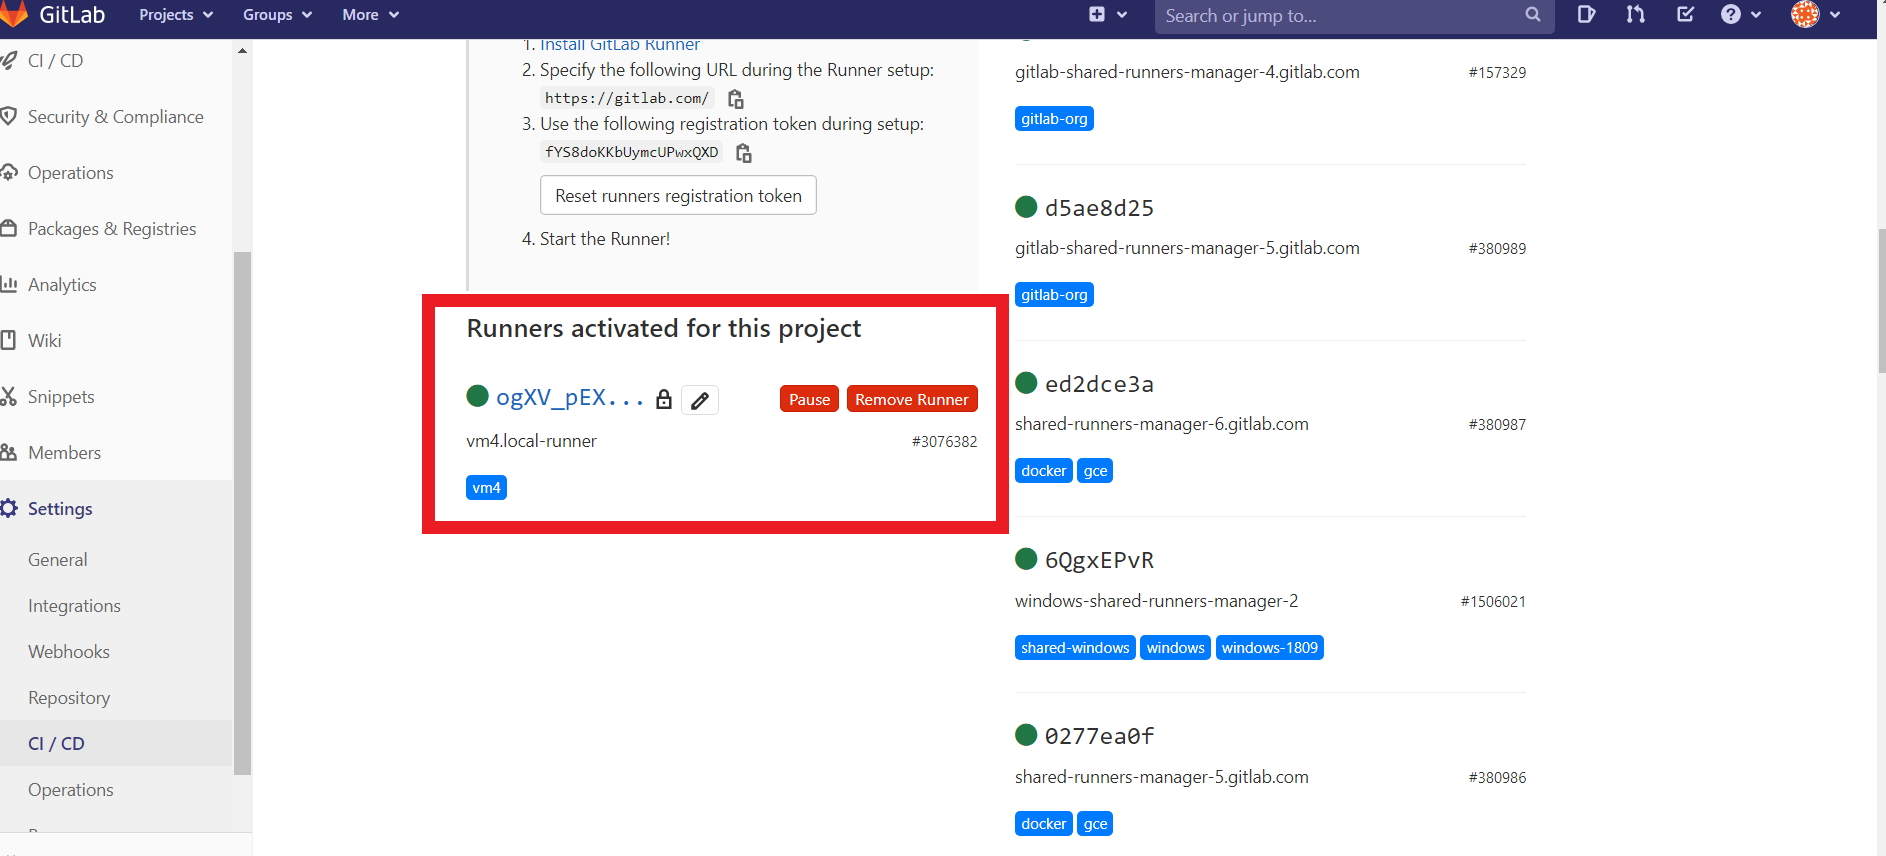 GitLab
Projects
Groups
More
Search or jump to...
CI / CD
Security & Compliance
Operations
Packages & Registries
Analytics
Wiki
Snippets
Members
Settings
General
Integrations
Webhooks
Repository
CI / CD
Operations
1. Install GitLab Runner
2. Specify the following URL during the Runner setup:
https://gitlab.com/
3. Use the following registration token during setup:
fYS8doKKbUymcUPwxQXD
Reset runners registration token
4. Start the Runner!
Runners activated for this project
ogXV_pEX...
Pause
Remove Runner
vm4.local-runner
#3076382
vm4
gitlab-shared-runners-manager-4.gitlab.com
#157329
gitlab-org
d5ae8d25
gitlab-shared-runners-manager-5.gitlab.com
#380989
gitlab-org
ed2dce3a
shared-runners-manager-6.gitlab.com
#380987
docker gce
6QgxEPvR
windows-shared-runners-manager-2
#1506021
shared-windows windows windows-1809
0277ea0f
shared-runners-manager-5.gitlab.com
#380986
docker gce